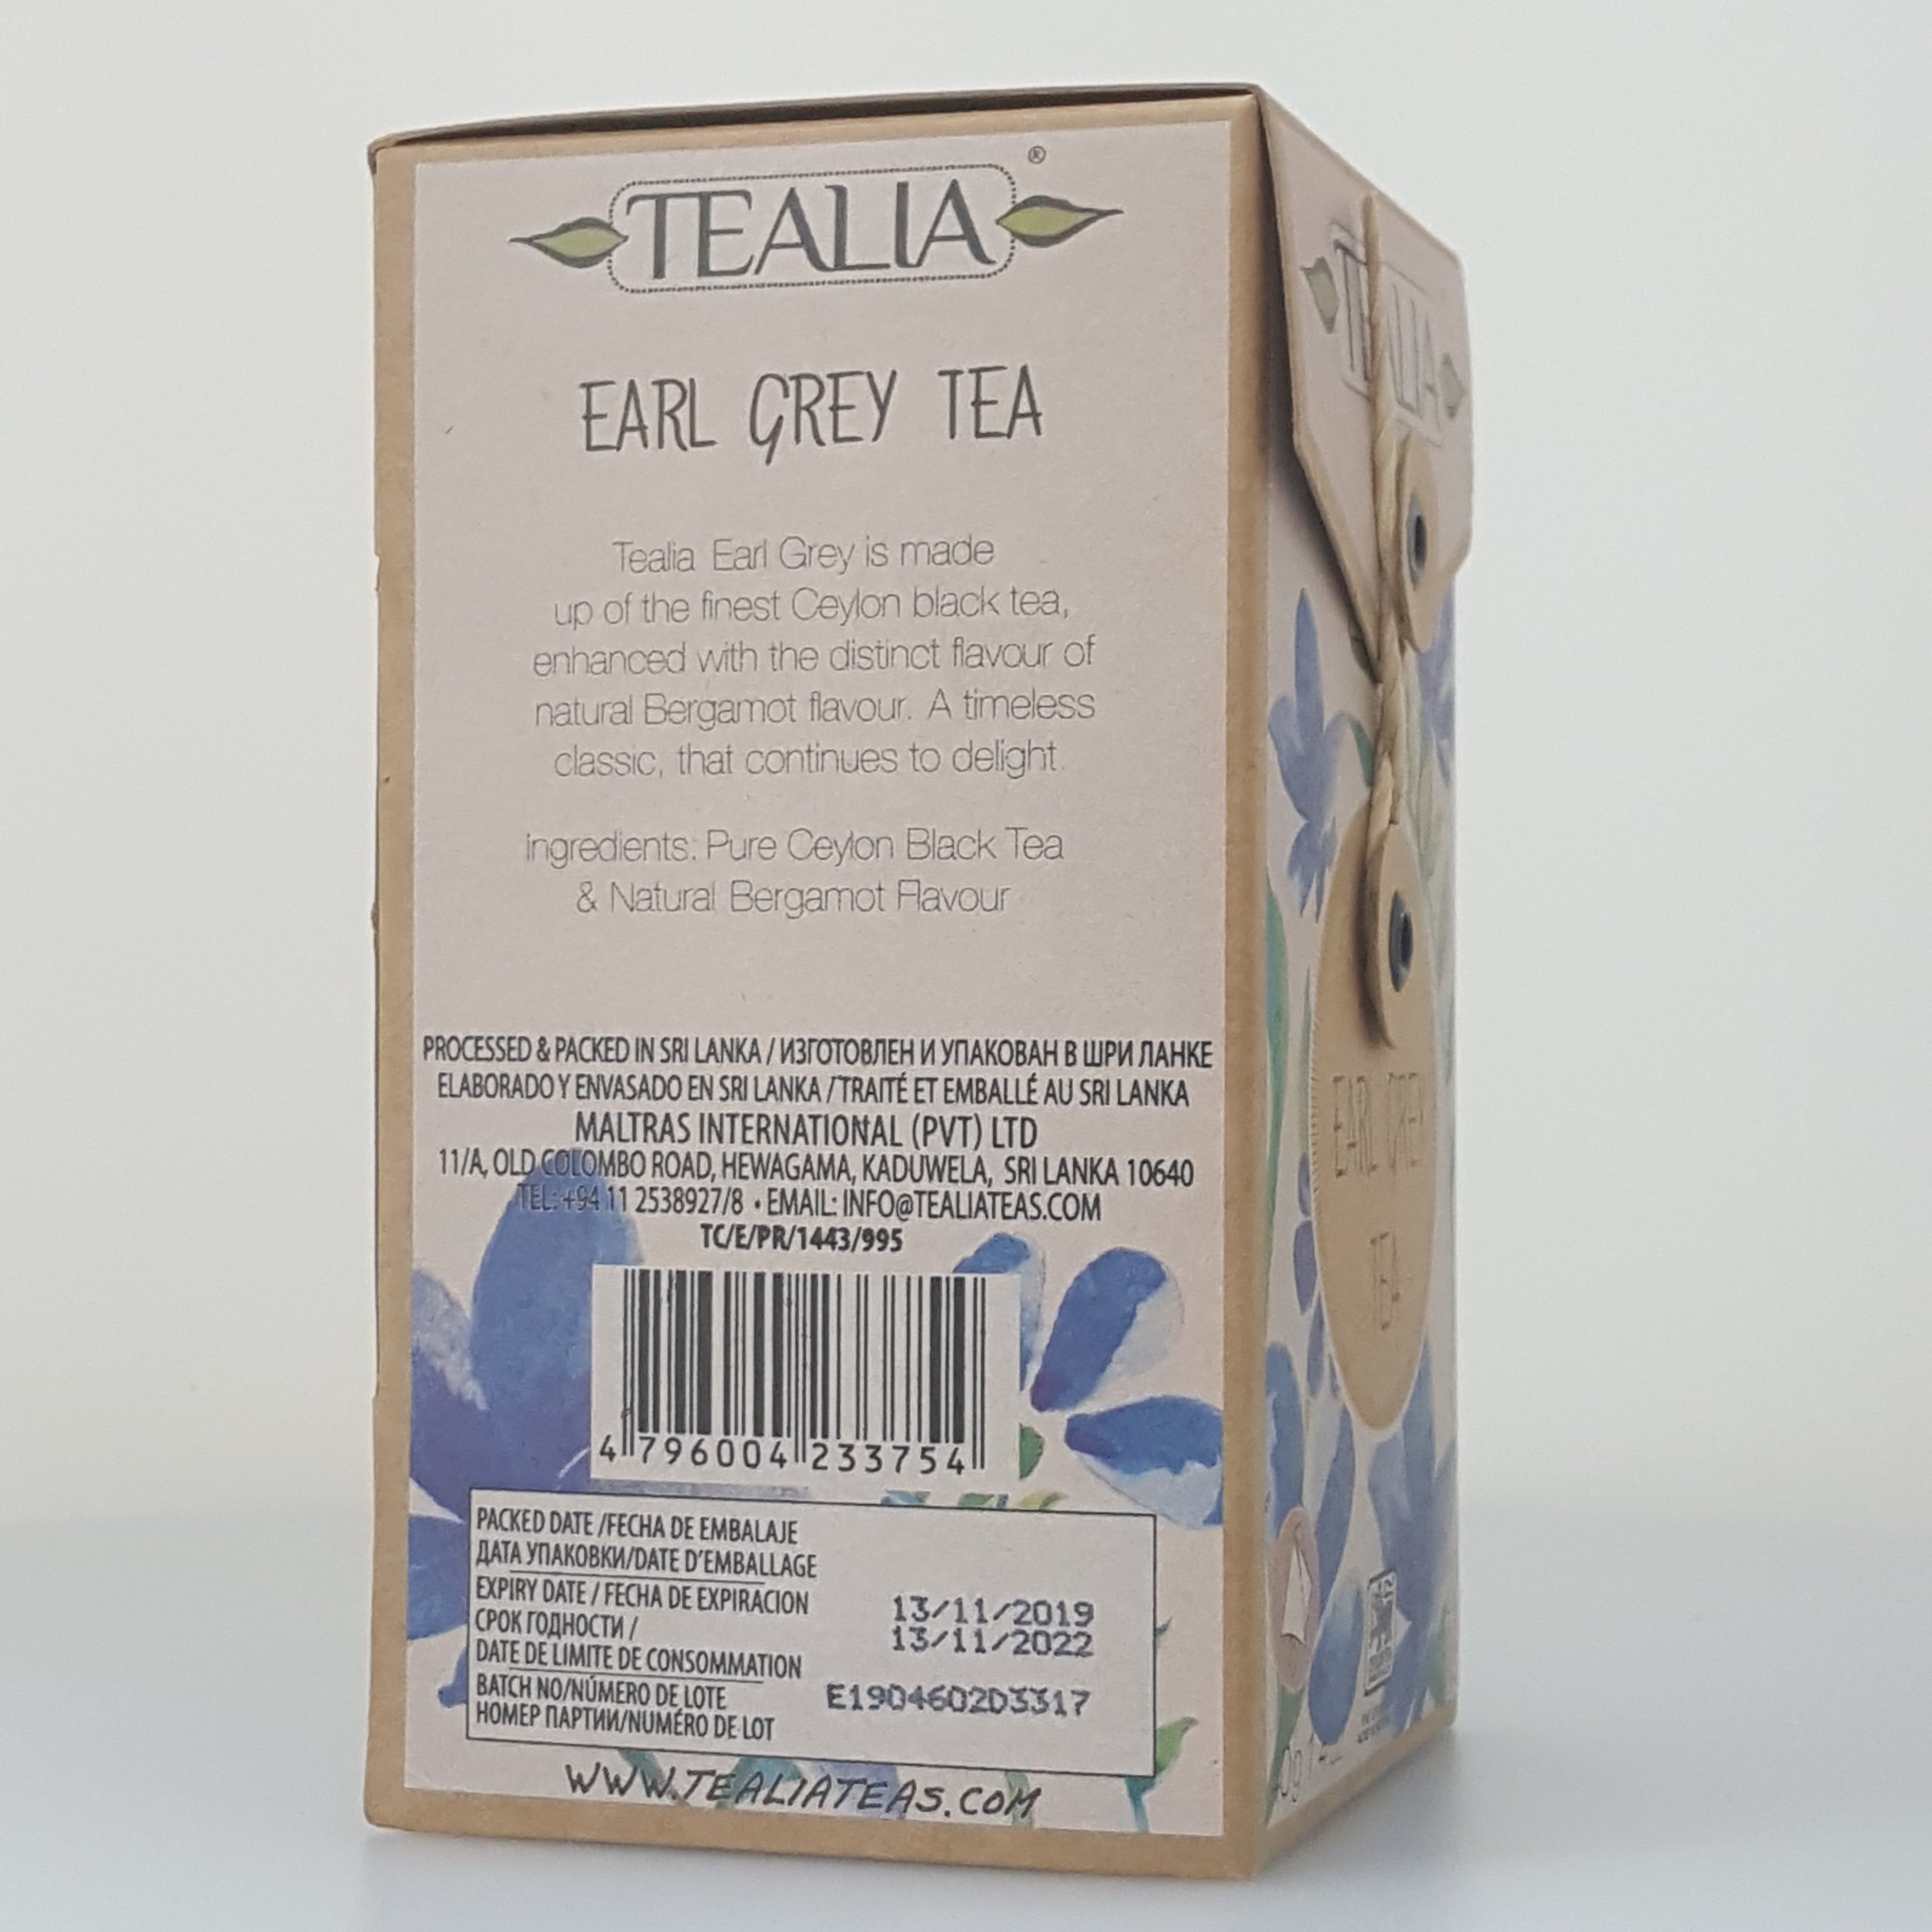 TEALIA®
EARL GREY TEA
Tealia Earl Grey is made
up of the finest Ceylon black tea,
enhanced with the distinct flavour of
natural Bergamot flavour. A timeless
classic, that continues to delight.
ingredients: Pure Ceylon Black Tea
& Natural Bergamot Flavour
PROCESSED & PACKED IN SRI LANKA / ИЗГОТОВЛЕН И УПАКОВАН В ШРИ ЛАНКЕ
ELABORADO Y ENVASADO EN SRI LANKA / TRAITÉ ET EMBALLÉ AU SRI LANKA
MALTRAS INTERNATIONAL (PVT) LTD
11/A, OLD COLOMBO ROAD, HEWAGAMA, KADUWELA, SRI LANKA 10640
TEL: +94 11 2538927/8 • EMAIL: INFO@TEALIATEAS.COM
TC/E/PR/1443/995
4 796004 233754
PACKED DATE /FECHA DE EMBALAJE
ДАТА УПАКОВКИ/DATE D'EMBALLAGE
EXPIRY DATE / FECHA DE EXPIRACION
13/11/2019
СРОК ГОДНОСТИ /
13/11/2022
DATE DE LIMITE DE CONSOMMATION
BATCH NO/NÚMERO DE LOTE
E190460203317
НОМЕР ПАРТИИ/NUMÉRO DE LOT
WWW.TEALIATEAS.COM
TEALIA
EARL GREY
TEA